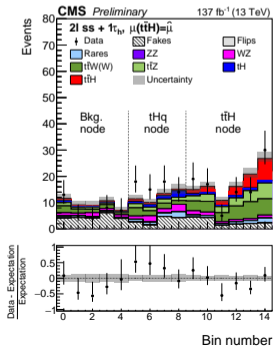 CMS Preliminary 137 fb⁻¹ (13 TeV)
2l ss + 1τh, μ(tt̄H)=μ̂
Data Fakes Flips
Rares ZZ WZ
tt̄W(W) tt̄Z tH
tt̄H Uncertainty
Bkg. node tHq node tt̄H node
Events
80
70
60
50
40
30
20
10
0
Data - Expectation
Expectation
1
0.5
0
−0.5
−1
0 2 4 6 8 10 12 14
Bin number